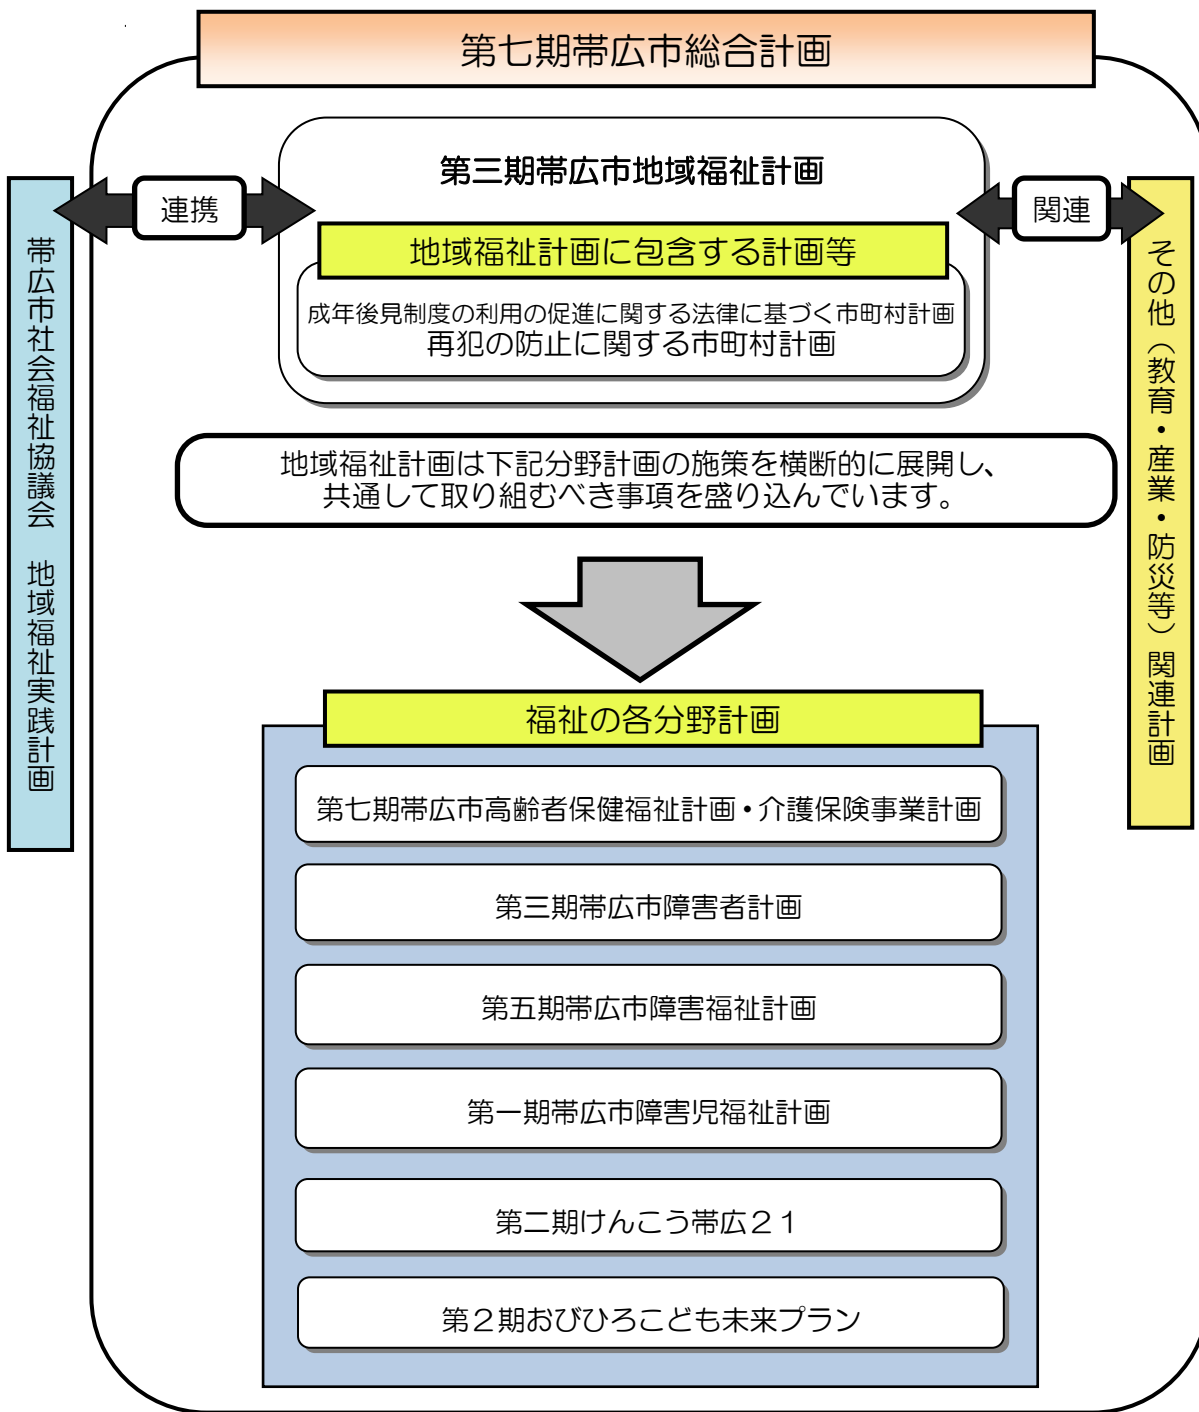 第七期帯広市総合計画
第三期帯広市地域福祉計画
連携
関連
地域福祉計画に包含する計画等
成年後見制度の利用の促進に関する法律に基づく市町村計画
再犯の防止に関する市町村計画
帯広市社会福祉協議会　地域福祉実践計画
その他（教育・産業・防災等）関連計画
地域福祉計画は下記分野計画の施策を横断的に展開し、
共通して取り組むべき事項を盛り込んでいます。
福祉の各分野計画
第七期帯広市高齢者保健福祉計画・介護保険事業計画
第三期帯広市障害者計画
第五期帯広市障害福祉計画
第一期帯広市障害児福祉計画
第二期けんこう帯広２１
第２期おびひろこども未来プラン